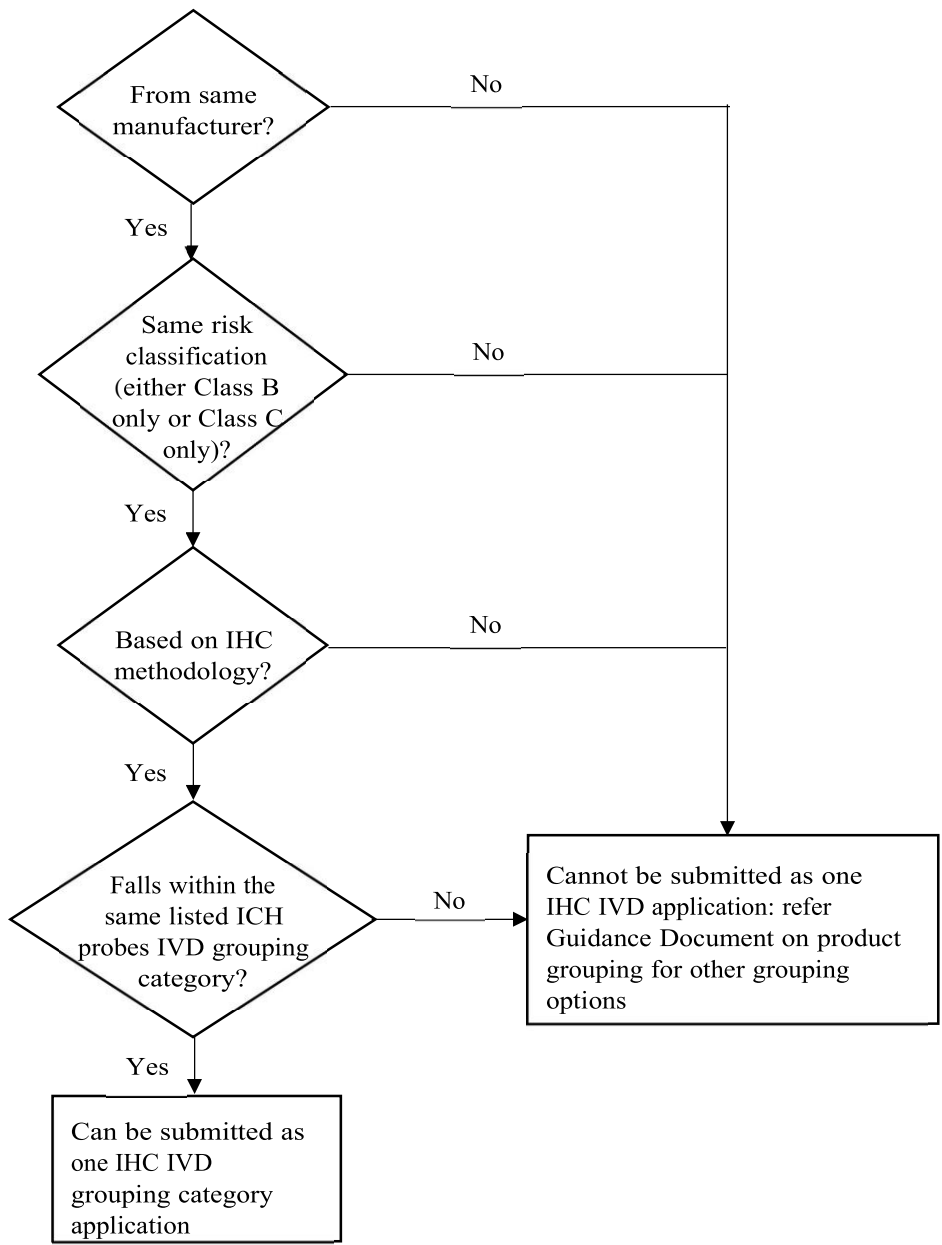 From same
manufacturer?
No
Yes
Same risk
classification
(either Class B
only or Class C
only)?
No
Yes
Based on IHC
methodology?
No
Yes
Falls within the
same listed ICH
probes IVD grouping
category?
No
Cannot be submitted as one
IHC IVD application: refer
Guidance Document on product
grouping for other grouping
options
Yes
Can be submitted as
one IHC IVD
grouping category
application